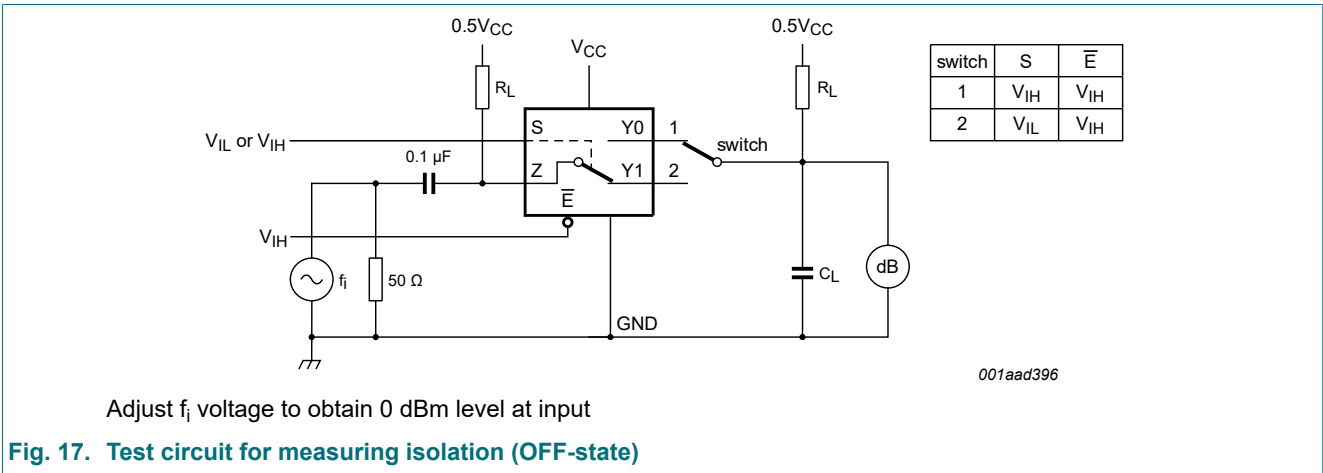 0.5VCC
0.5VCC
VCC
RL
RL
switch S E̅
1 VIH VIH
2 VIL VIH
VIL or VIH
S
Y0
1
switch
0.1 µF
Z
Y1
2
E̅
VIH
fi
50 Ω
CL
dB
GND
001aad396
Adjust fi voltage to obtain 0 dBm level at input
Fig. 17. Test circuit for measuring isolation (OFF-state)